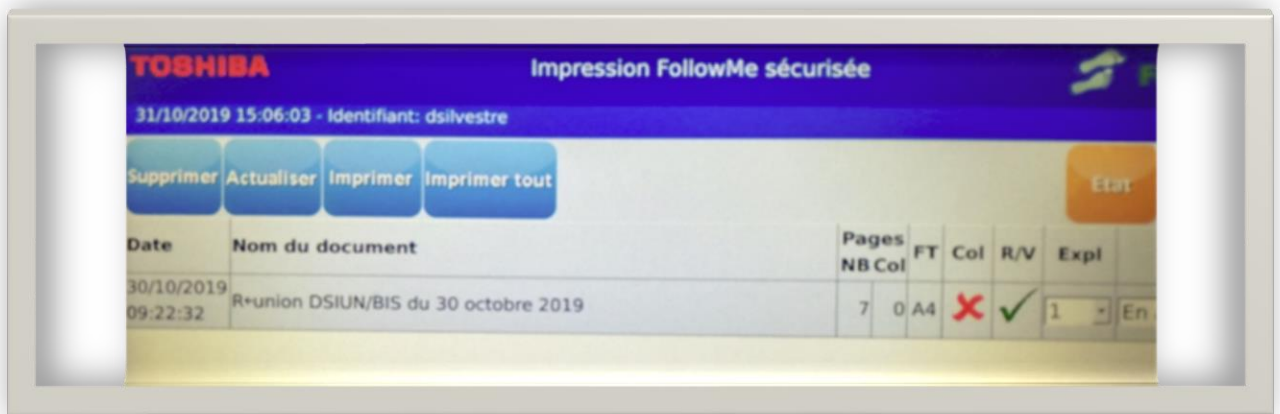 TOSHIBA
Impression FollowMe sécurisée
31/10/2019 15:06:03 - Identifiant: dsilvestre
Supprimer Actualiser Imprimer Imprimer tout
Etat
Date Nom du document Pages NB Col FT Col R/V Expl
30/10/2019 09:22:32 R+union DSIUN/BIS du 30 octobre 2019 7 0 A4 1 En